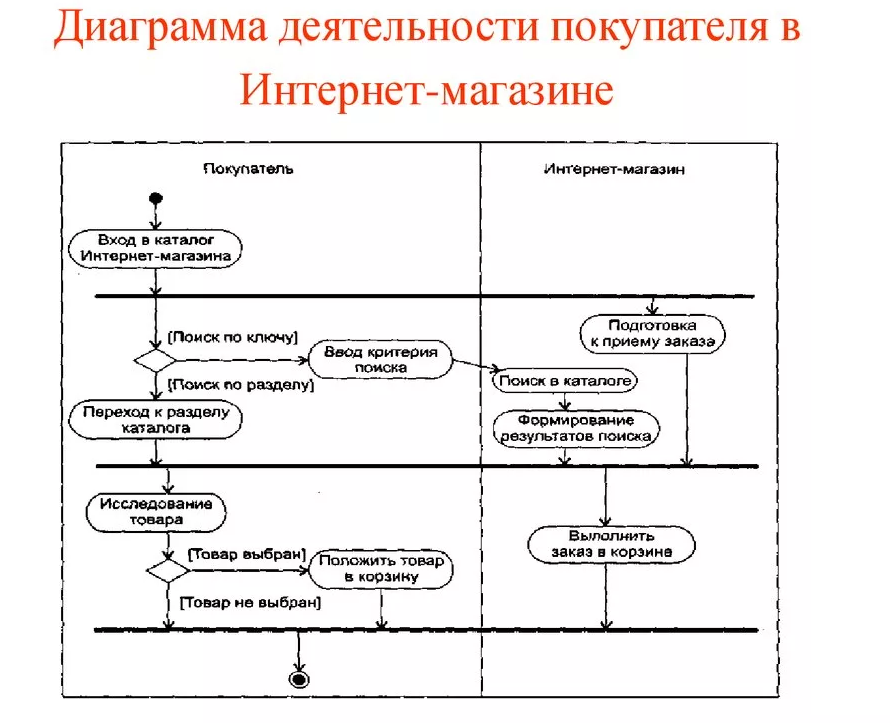 Диаграмма деятельности покупателя в
Интернет-магазине
Покупатель
Интернет-магазин
Вход в каталог
Интернет-магазина
[Поиск по ключу]
Ввод критерия
поиска
Подготовка
к приему заказа
[Поиск по разделу]
Поиск в каталоге
Переход к разделу
каталога
Формирование
результатов поиска
Исследование
товара
[Товар выбран]
Положить товар
в корзину
Выполнить
заказ в корзине
[Товар не выбран]